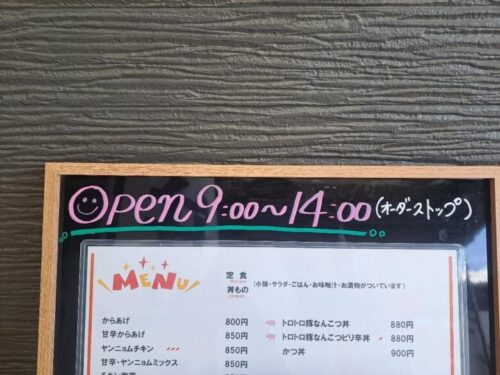 Open 9:00~14:00 (オーダーストップ)
MENU
定食
丼もの
(小鉢・サラダ・ごはん・お味噌汁・お漬物がついています)
からあげ 800円
甘辛からあげ 850円
ヤンニョムチキン 850円
甘辛・ヤンニョムミックス 850円
トロトロ豚なんこつ丼 880円
トロトロ豚なんこつピリ辛丼 880円
かつ丼 900円